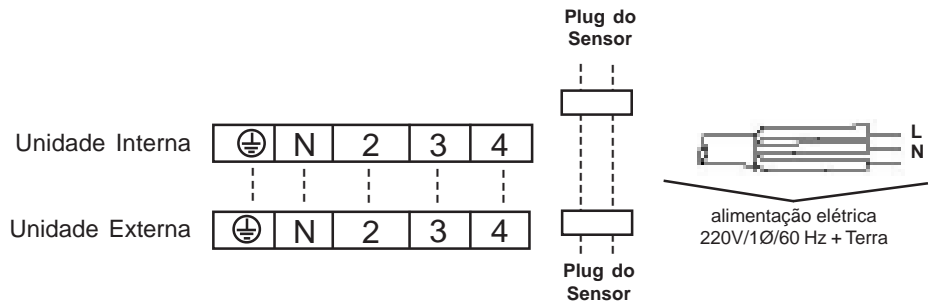 Plug do
Sensor
Unidade Interna N 2 3 4
L
N
Unidade Externa N 2 3 4
alimentação elétrica
220V/1Ø/60 Hz + Terra
Plug do
Sensor